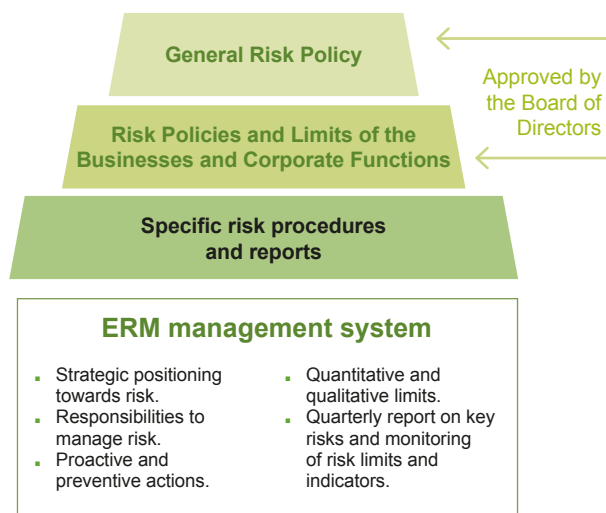 General Risk Policy
Approved by
the Board of
Directors
Risk Policies and Limits of the
Businesses and Corporate Functions
Specific risk procedures
and reports
ERM management system
Strategic positioning
towards risk.
Responsibilities to
manage risk.
Proactive and
preventive actions.
Quantitative and
qualitative limits.
Quarterly report on key
risks and monitoring
of risk limits and
indicators.